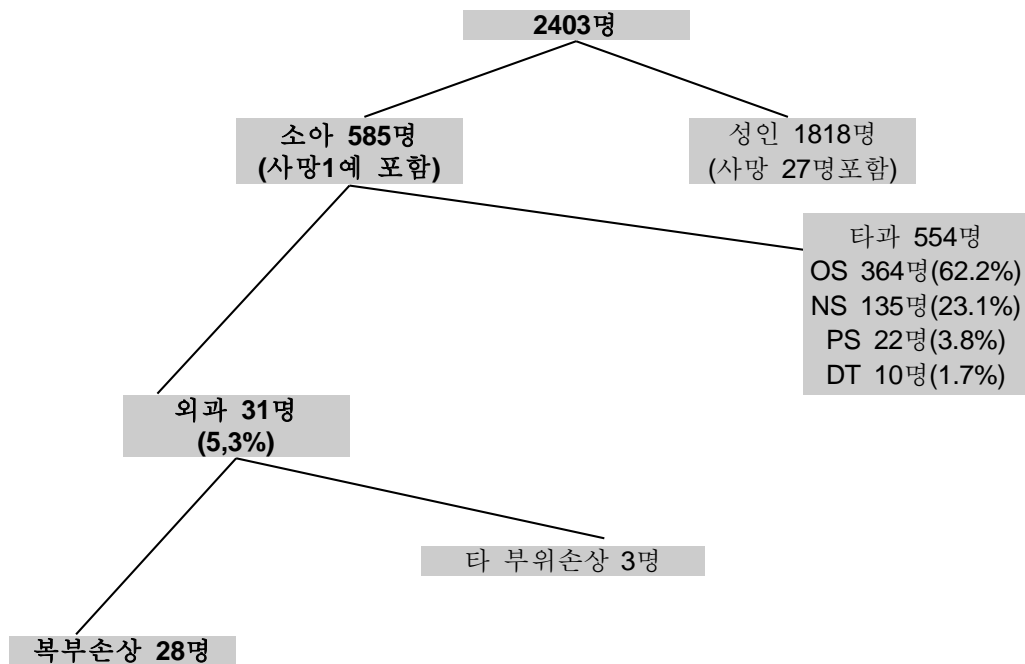 2403명
소아 585명
(사망1예 포함)
성인 1818명
(사망 27명포함)
타과 554명
OS 364명(62.2%)
NS 135명(23.1%)
PS 22명(3.8%)
DT 10명(1.7%)
외과 31명
(5,3%)
타 부위손상 3명
복부손상 28명